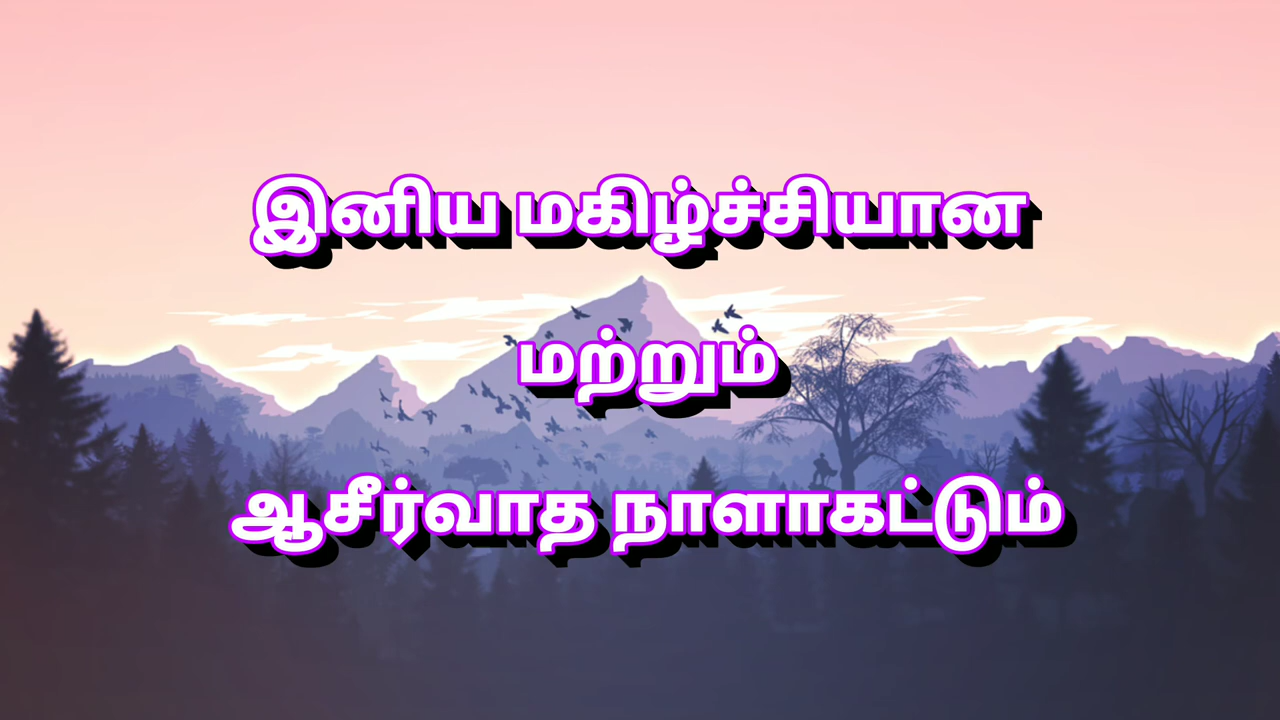 இனிய மகிழ்ச்சியான
மற்றும்
ஆசீர்வாத நாளாகட்டும்